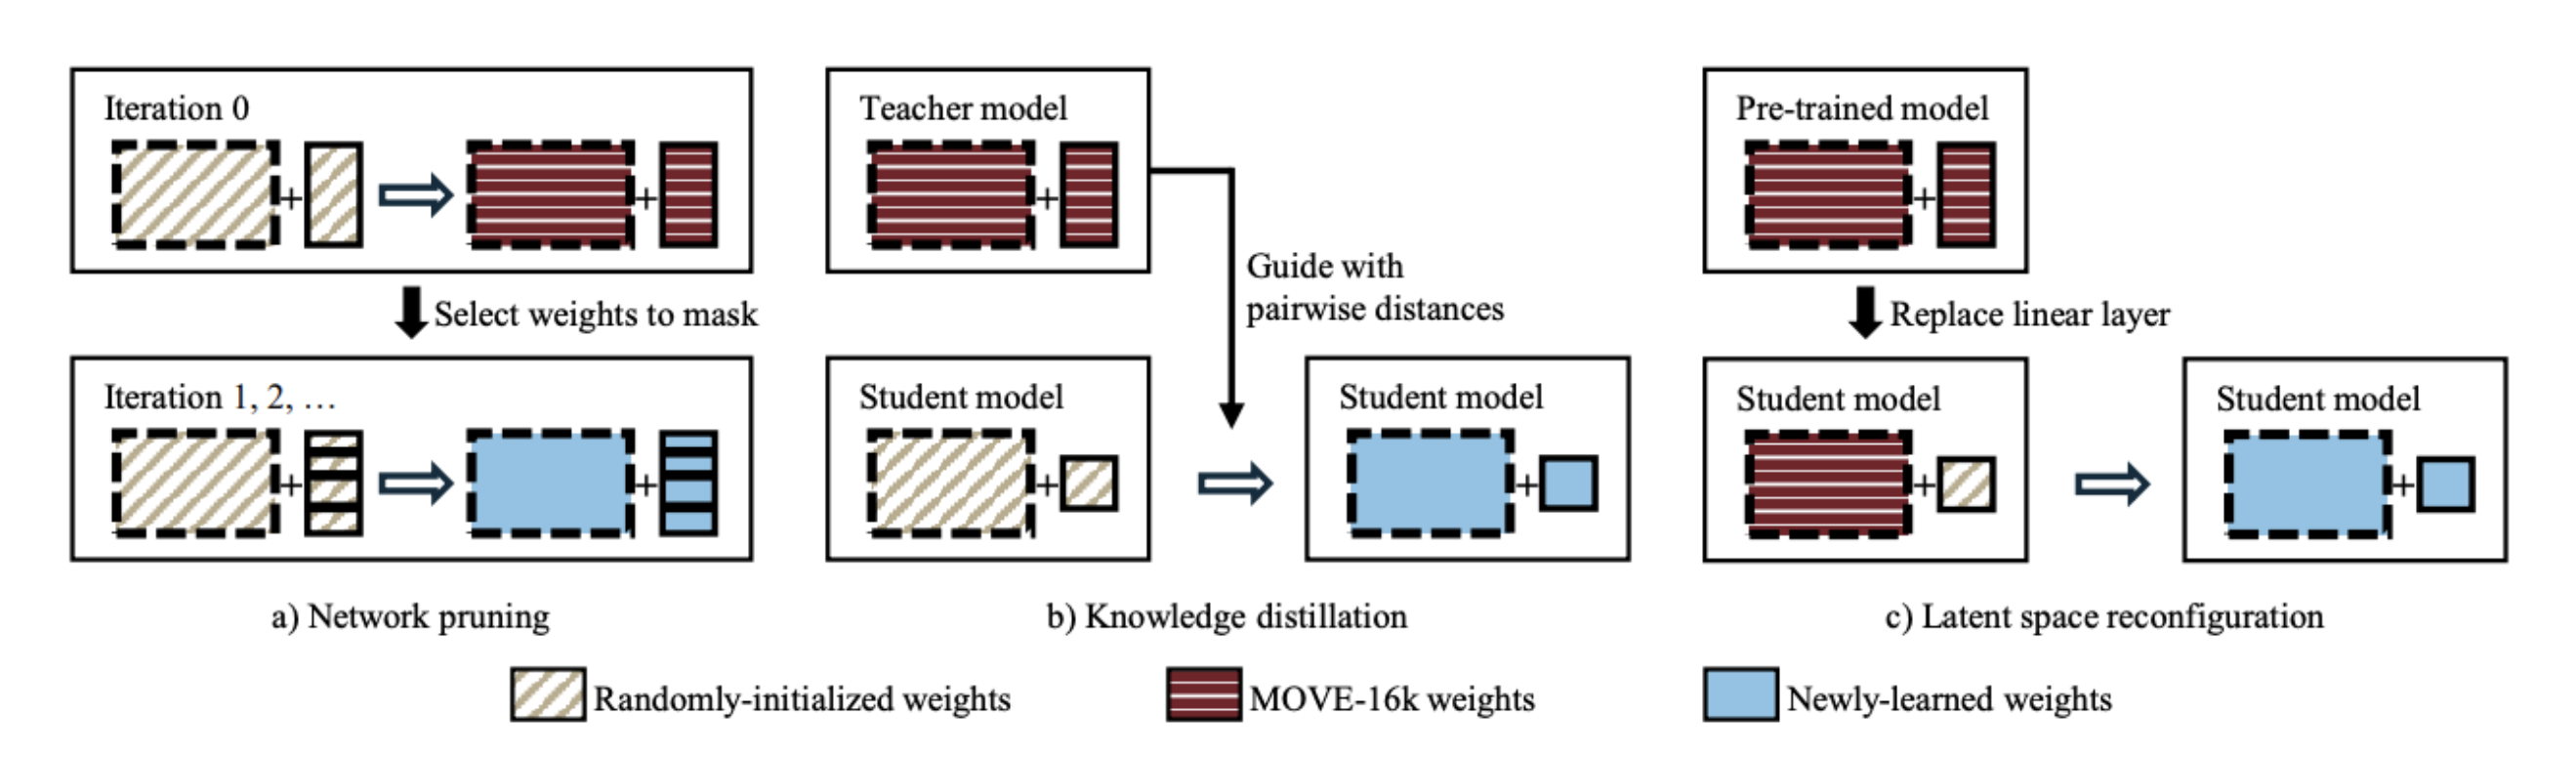 Iteration 0
+
+
Select weights to mask
Iteration 1, 2, ...
+
+
a) Network pruning
Teacher model
+
Guide with
pairwise distances
Student model
+
Student model
+
b) Knowledge distillation
Pre-trained model
+
Replace linear layer
Student model
+
Student model
+
c) Latent space reconfiguration
Randomly-initialized weights
MOVE-16k weights
Newly-learned weights